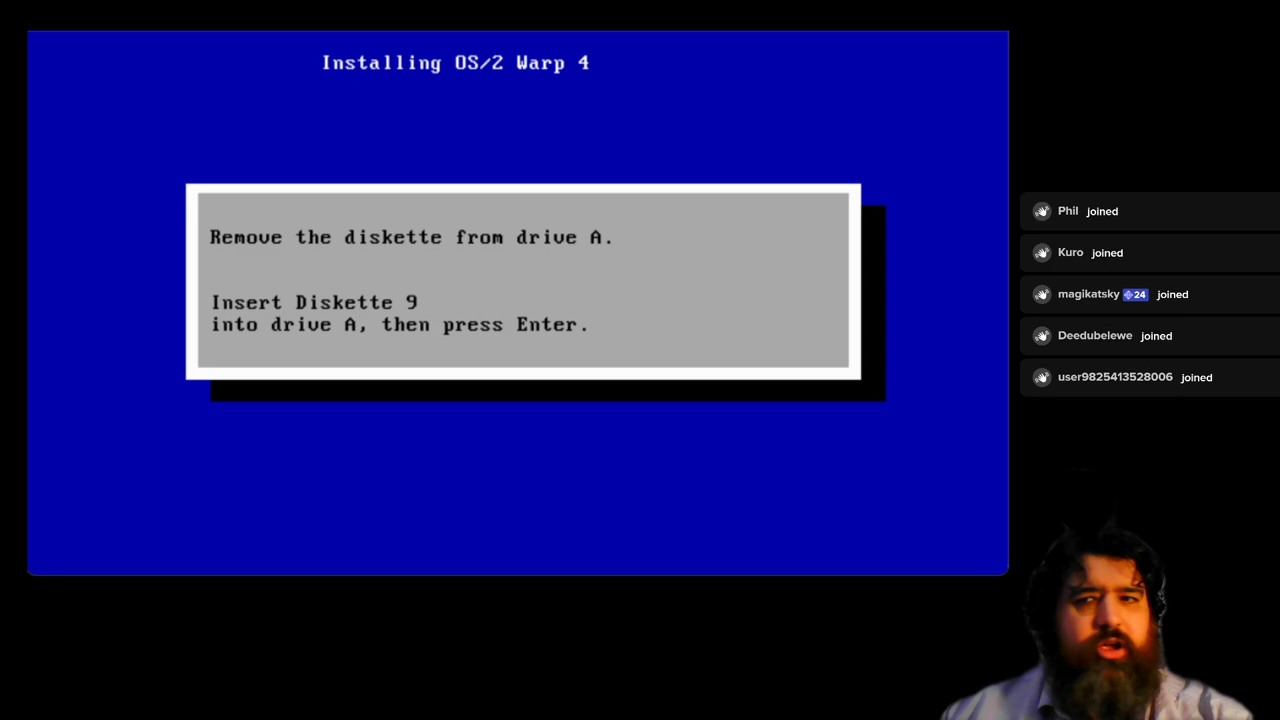 Installing OS/2 Warp 4
Remove the diskette from drive A.
Insert Diskette 9
into drive A, then press Enter.
Phil joined
Kuro joined
magikatsky 24 joined
Deedubelewe joined
user9825413528006 joined